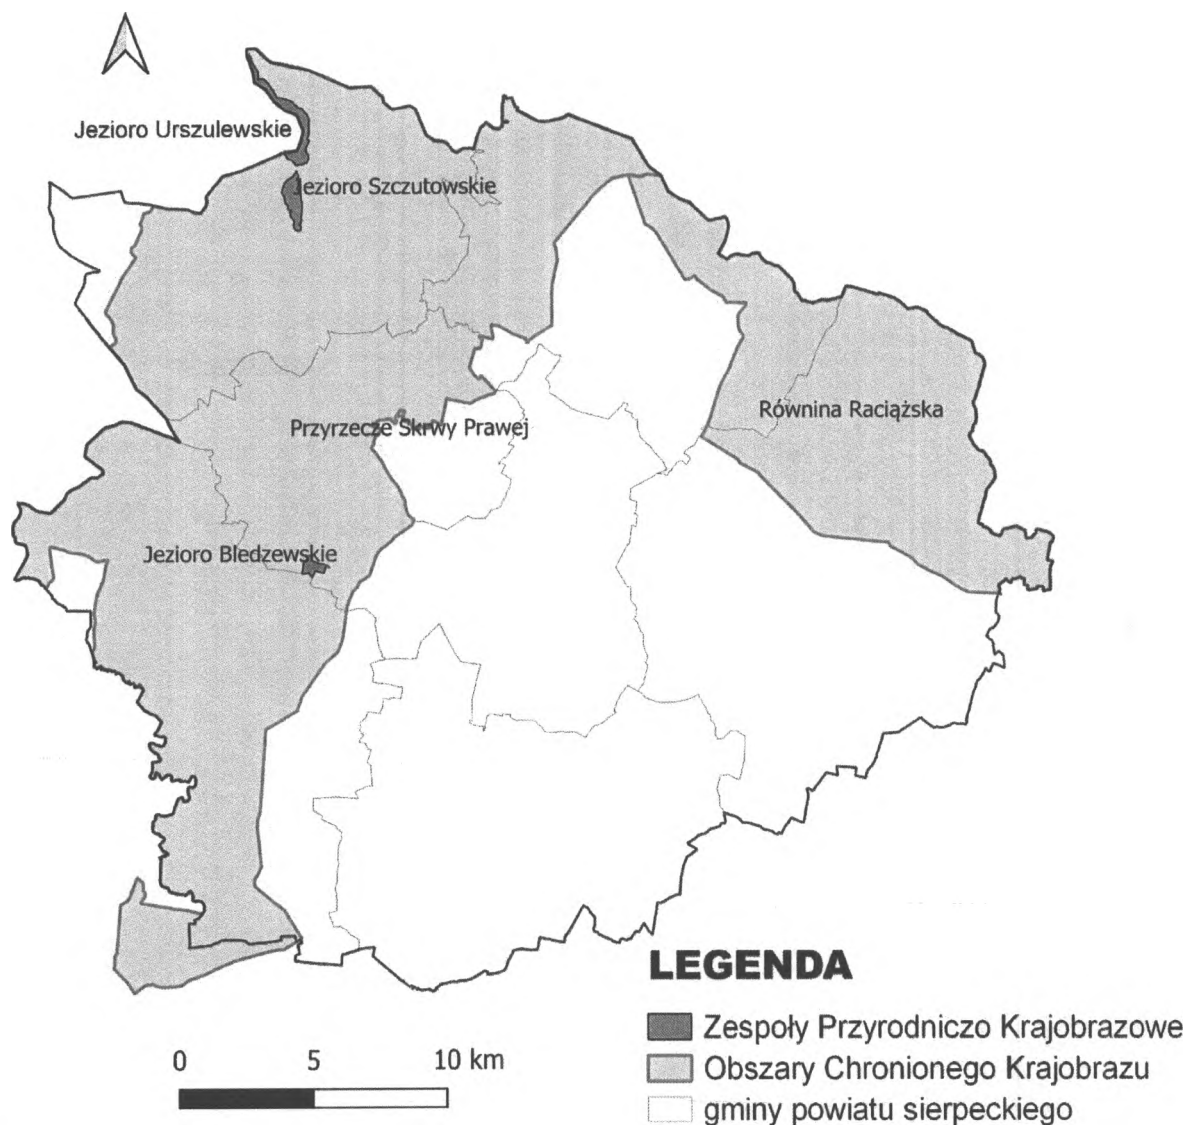 Jezioro Urszulewskie
Jezioro Szczutowskie
Równina Raciąska
Przyrzecze Skrwy Prawej
Jezioro Bledzewskie
LEGENDA
Zespoły Przyrodniczo Krajobrazowe
Obszary Chronionego Krajobrazu
gminy powiatu sierpeckiego
0 5 10 km